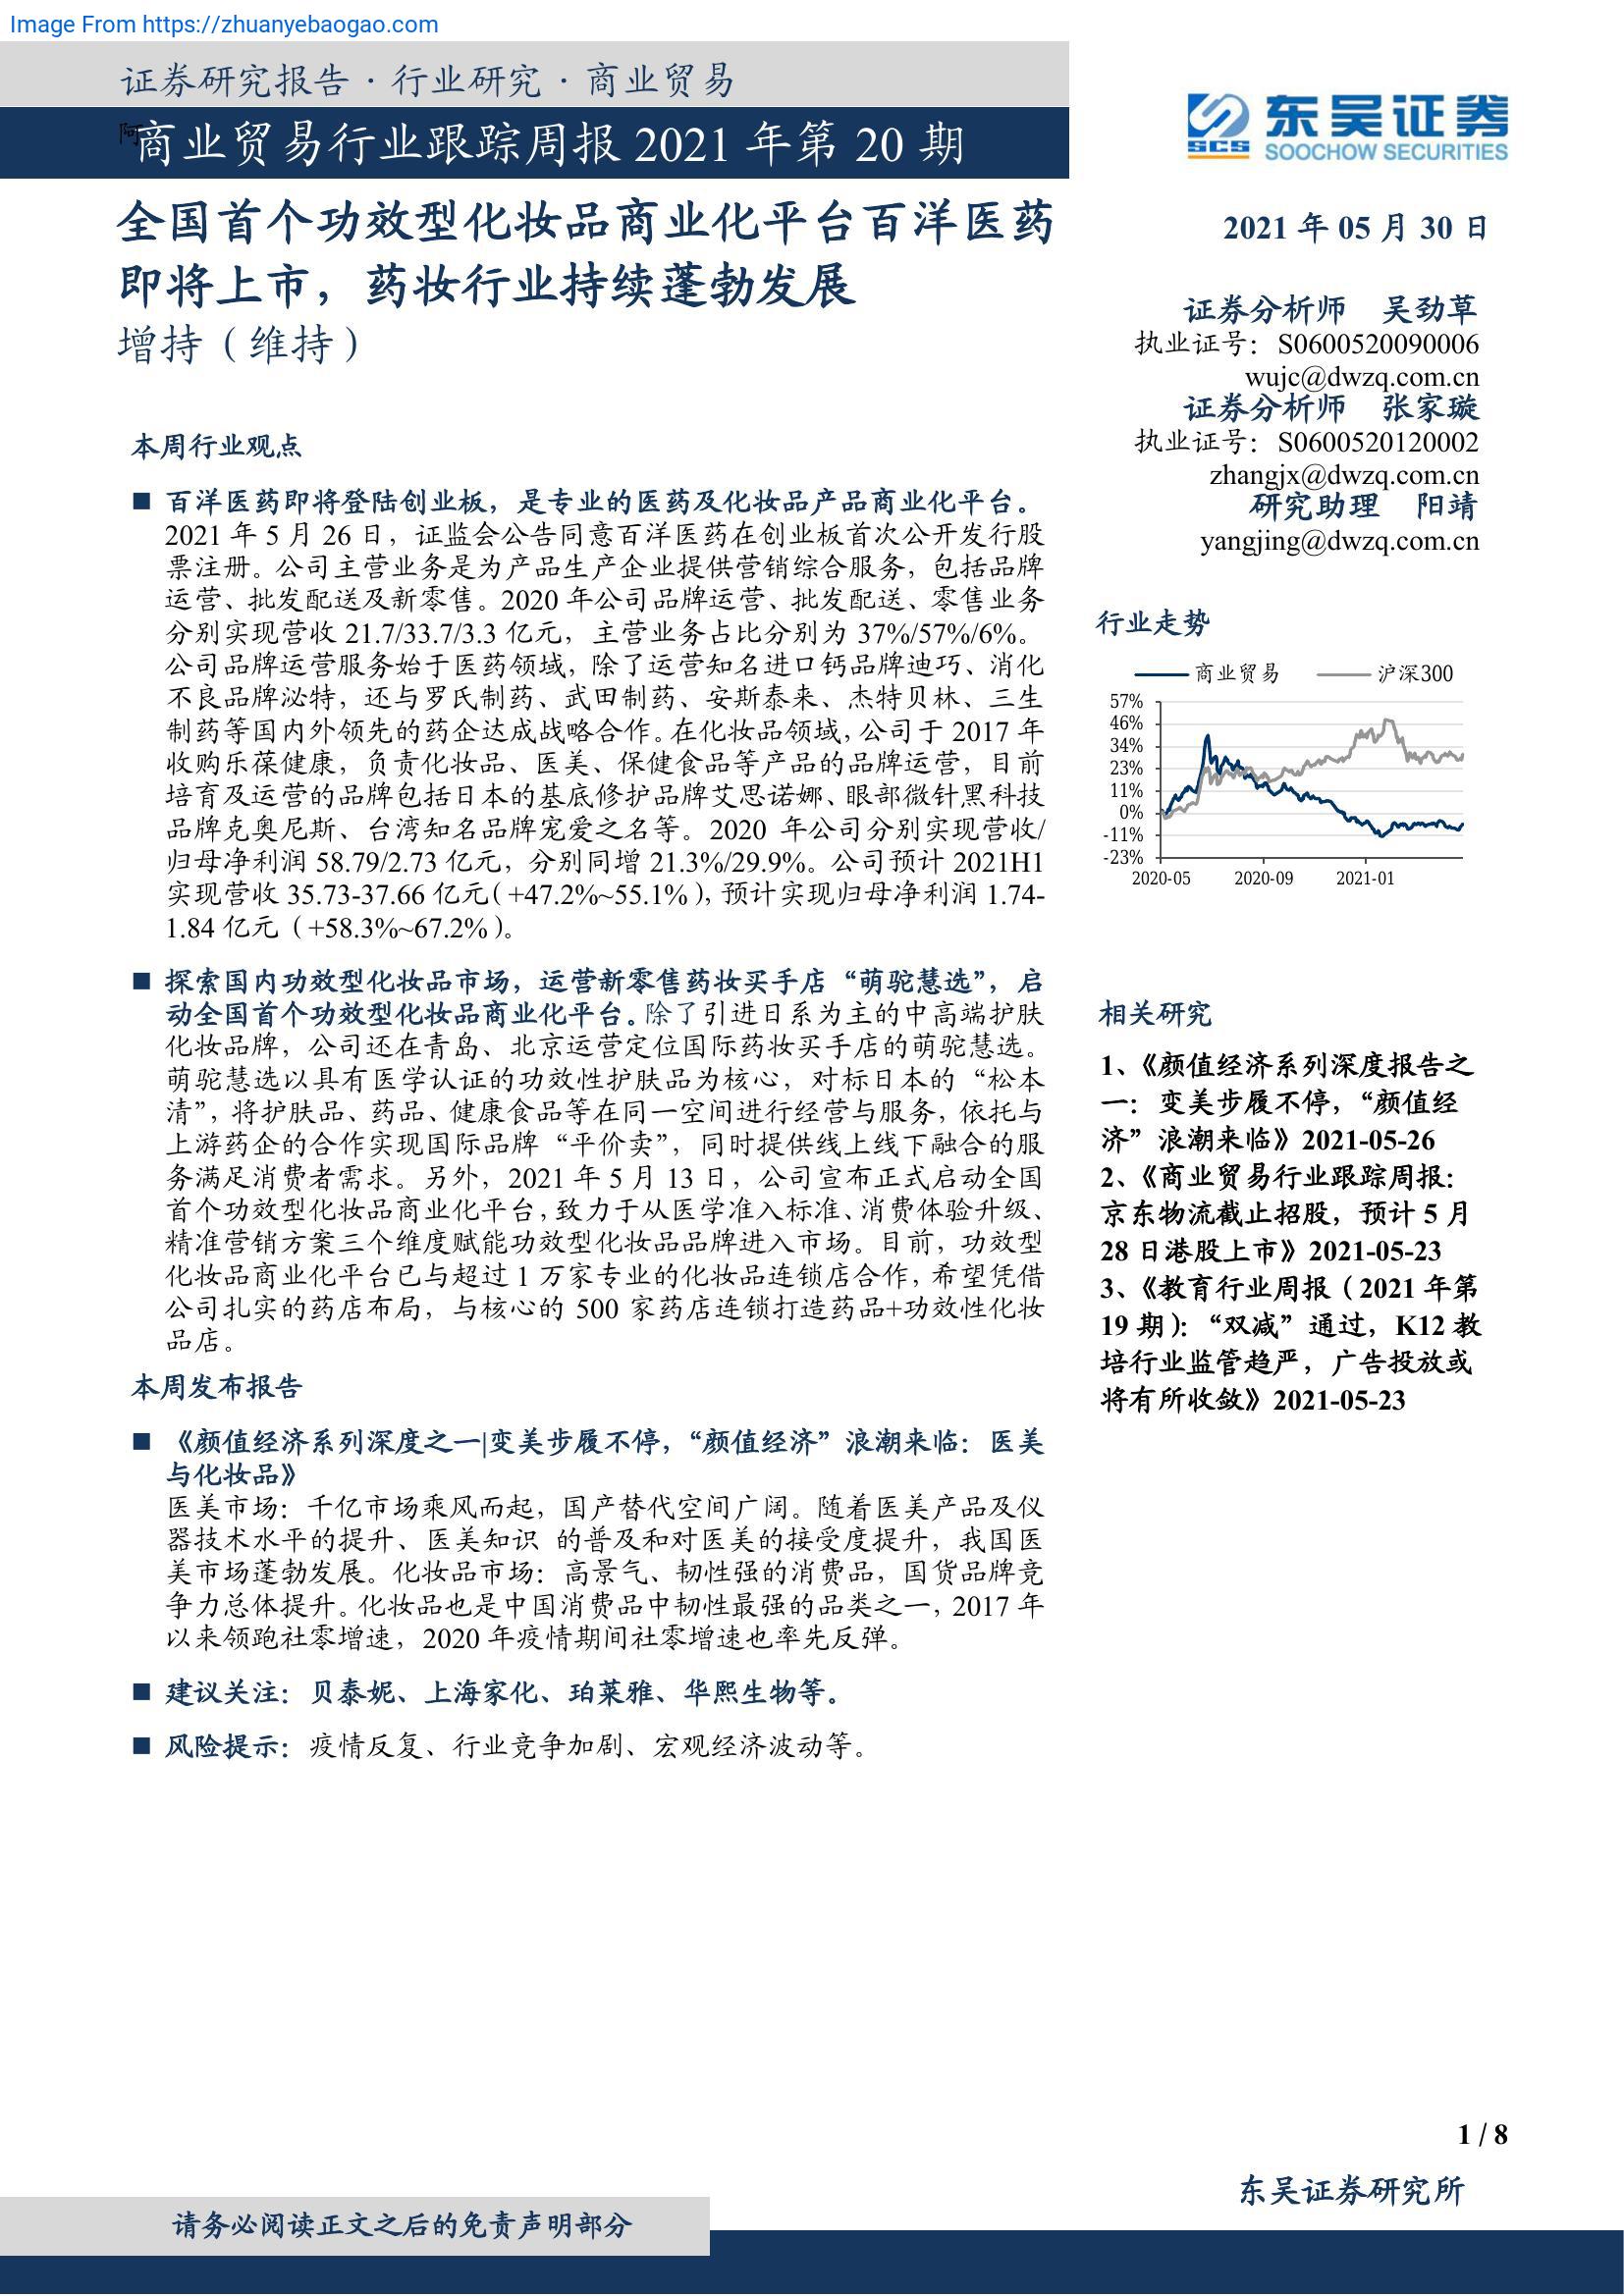 Image From https://zhuanyebaogao.com
证券研究报告 · 行业研究 · 商业贸易
阿
商业贸易行业跟踪周报 2021 年第 20 期
全国首个功效型化妆品商业化平台百洋医药
即将上市，药妆行业持续蓬勃发展
增持（维持）
本周行业观点
■ 百洋医药即将登陆创业板，是专业的医药及化妆品产品商业化平台。
2021 年 5 月 26 日，证监会公告同意百洋医药在创业板首次公开发行股
票注册。公司主营业务是为产品生产企业提供营销综合服务，包括品牌
运营、批发配送及新零售。2020 年公司品牌运营、批发配送、零售业务
分别实现营收 21.7/33.7/3.3 亿元，主营业务占比分别为 37%/57%/6%。
公司品牌运营服务始于医药领域，除了运营知名进口钙品牌迪巧、消化
不良品牌泌特，还与罗氏制药、武田制药、安斯泰来、杰特贝林、三生
制药等国内外领先的药企达成战略合作。在化妆品领域，公司于 2017 年
收购乐葆健康，负责化妆品、医美、保健食品等产品的品牌运营，目前
培育及运营的品牌包括日本的基底修护品牌艾思诺娜、眼部微针黑科技
品牌克奥尼斯、台湾知名品牌宠爱之名等。2020 年公司分别实现营收/
归母净利润 58.79/2.73 亿元，分别同增 21.3%/29.9%。公司预计 2021H1
实现营收 35.73-37.66 亿元（+47.2%~55.1%），预计实现归母净利润 1.74-
1.84 亿元（+58.3%~67.2%）。
■ 探索国内功效型化妆品市场，运营新零售药妆买手店“萌驼慧选”，启
动全国首个功效型化妆品商业化平台。除了引进日系为主的中高端护肤
化妆品牌，公司还在青岛、北京运营定位国际药妆买手店的萌驼慧选。
萌驼慧选以具有医学认证的功效性护肤品为核心，对标日本的“松本
清”，将护肤品、药品、健康食品等在同一空间进行经营与服务，依托与
上游药企的合作实现国际品牌“平价卖”，同时提供线上线下融合的服
务满足消费者需求。另外，2021 年 5 月 13 日，公司宣布正式启动全国
首个功效型化妆品商业化平台，致力于从医学准入标准、消费体验升级、
精准营销方案三个维度赋能功效型化妆品品牌进入市场。目前，功效型
化妆品商业化平台已与超过 1 万家专业的化妆品连锁店合作，希望凭借
公司扎实的药店布局，与核心的 500 家药店连锁打造药品+功效性化妆
品店。
本周发布报告
■ 《颜值经济系列深度之一|变美步履不停，“颜值经济”浪潮来临：医美
与化妆品》
医美市场：千亿市场乘风而起，国产替代空间广阔。随着医美产品及仪
器技术水平的提升、医美知识 的普及和对医美的接受度提升，我国医
美市场蓬勃发展。化妆品市场：高景气、韧性强的消费品，国货品牌竞
争力总体提升。化妆品也是中国消费品中韧性最强的品类之一，2017 年
以来领跑社零增速，2020 年疫情期间社零增速也率先反弹。
■ 建议关注：贝泰妮、上海家化、珀莱雅、华熙生物等。
■ 风险提示：疫情反复、行业竞争加剧、宏观经济波动等。
SCS 东吴证券
SOOCHOW SECURITIES
2021 年 05 月 30 日
证券分析师 吴劲草
执业证号：S0600520090006
wujc@dwzq.com.cn
证券分析师 张家璇
执业证号：S0600520120002
zhangjx@dwzq.com.cn
研究助理 阳靖
yangjing@dwzq.com.cn
行业走势
商业贸易 沪深300
57%
46%
34%
23%
11%
0%
-11%
-23%
2020-05 2020-09 2021-01
相关研究
1、《颜值经济系列深度报告之
一：变美步履不停，“颜值经
济”浪潮来临》2021-05-26
2、《商业贸易行业跟踪周报：
京东物流截止招股，预计 5 月
28 日港股上市》2021-05-23
3、《教育行业周报（2021 年第
19 期）：“双减”通过，K12 教
培行业监管趋严，广告投放或
将有所收敛》2021-05-23
1 / 8
东吴证券研究所
请务必阅读正文之后的免责声明部分